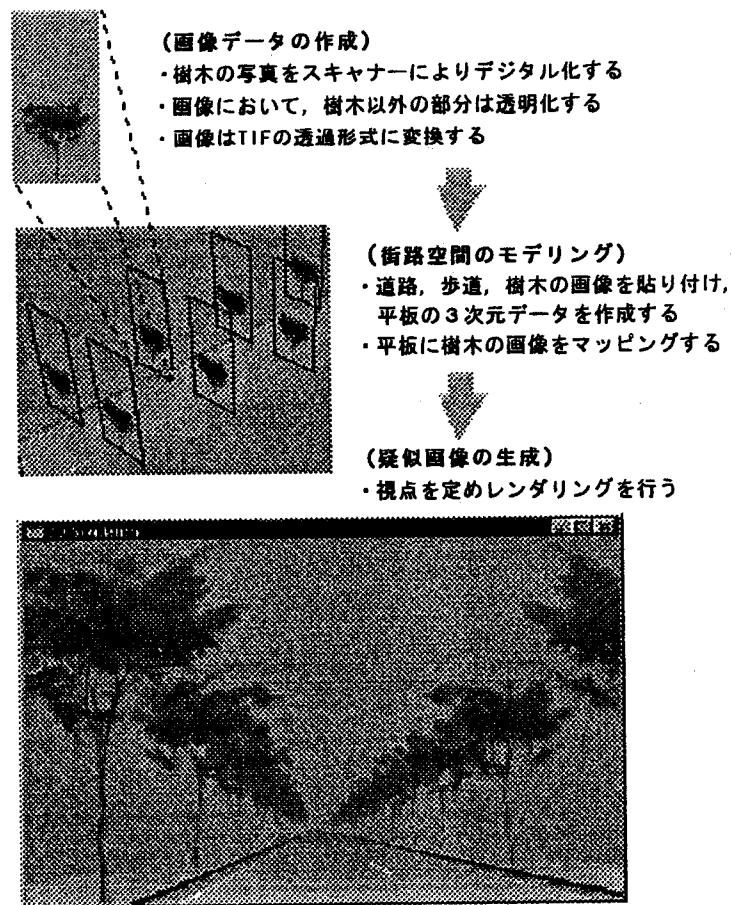 (画像データの作成)
・樹木の写真をスキャナーによりデジタル化する
・画像において，樹木以外の部分は透明化する
・画像はTIFの透過形式に変換する
(街路空間のモデリング)
・道路，歩道，樹木の画像を貼り付け，
平板の３次元データを作成する
・平板に樹木の画像をマッピングする
(疑似画像の生成)
・視点を定めレンダリングを行う